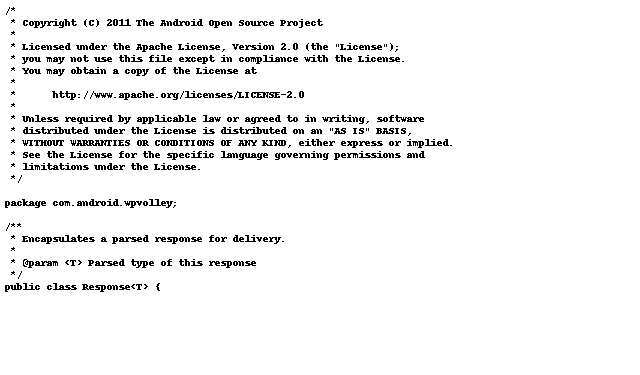 /*
 * Copyright (C) 2011 The Android Open Source Project
 *
 * Licensed under the Apache License, Version 2.0 (the "License");
 * you may not use this file except in compliance with the License.
 * You may obtain a copy of the License at
 *
 *      http://www.apache.org/licenses/LICENSE-2.0
 *
 * Unless required by applicable law or agreed to in writing, software
 * distributed under the License is distributed on an "AS IS" BASIS,
 * WITHOUT WARRANTIES OR CONDITIONS OF ANY KIND, either express or implied.
 * See the License for the specific language governing permissions and
 * limitations under the License.
 */

package com.android.wpvolley;

/**
 * Encapsulates a parsed response for delivery.
 *
 * @param <T> Parsed type of this response
 */
public class Response<T> {